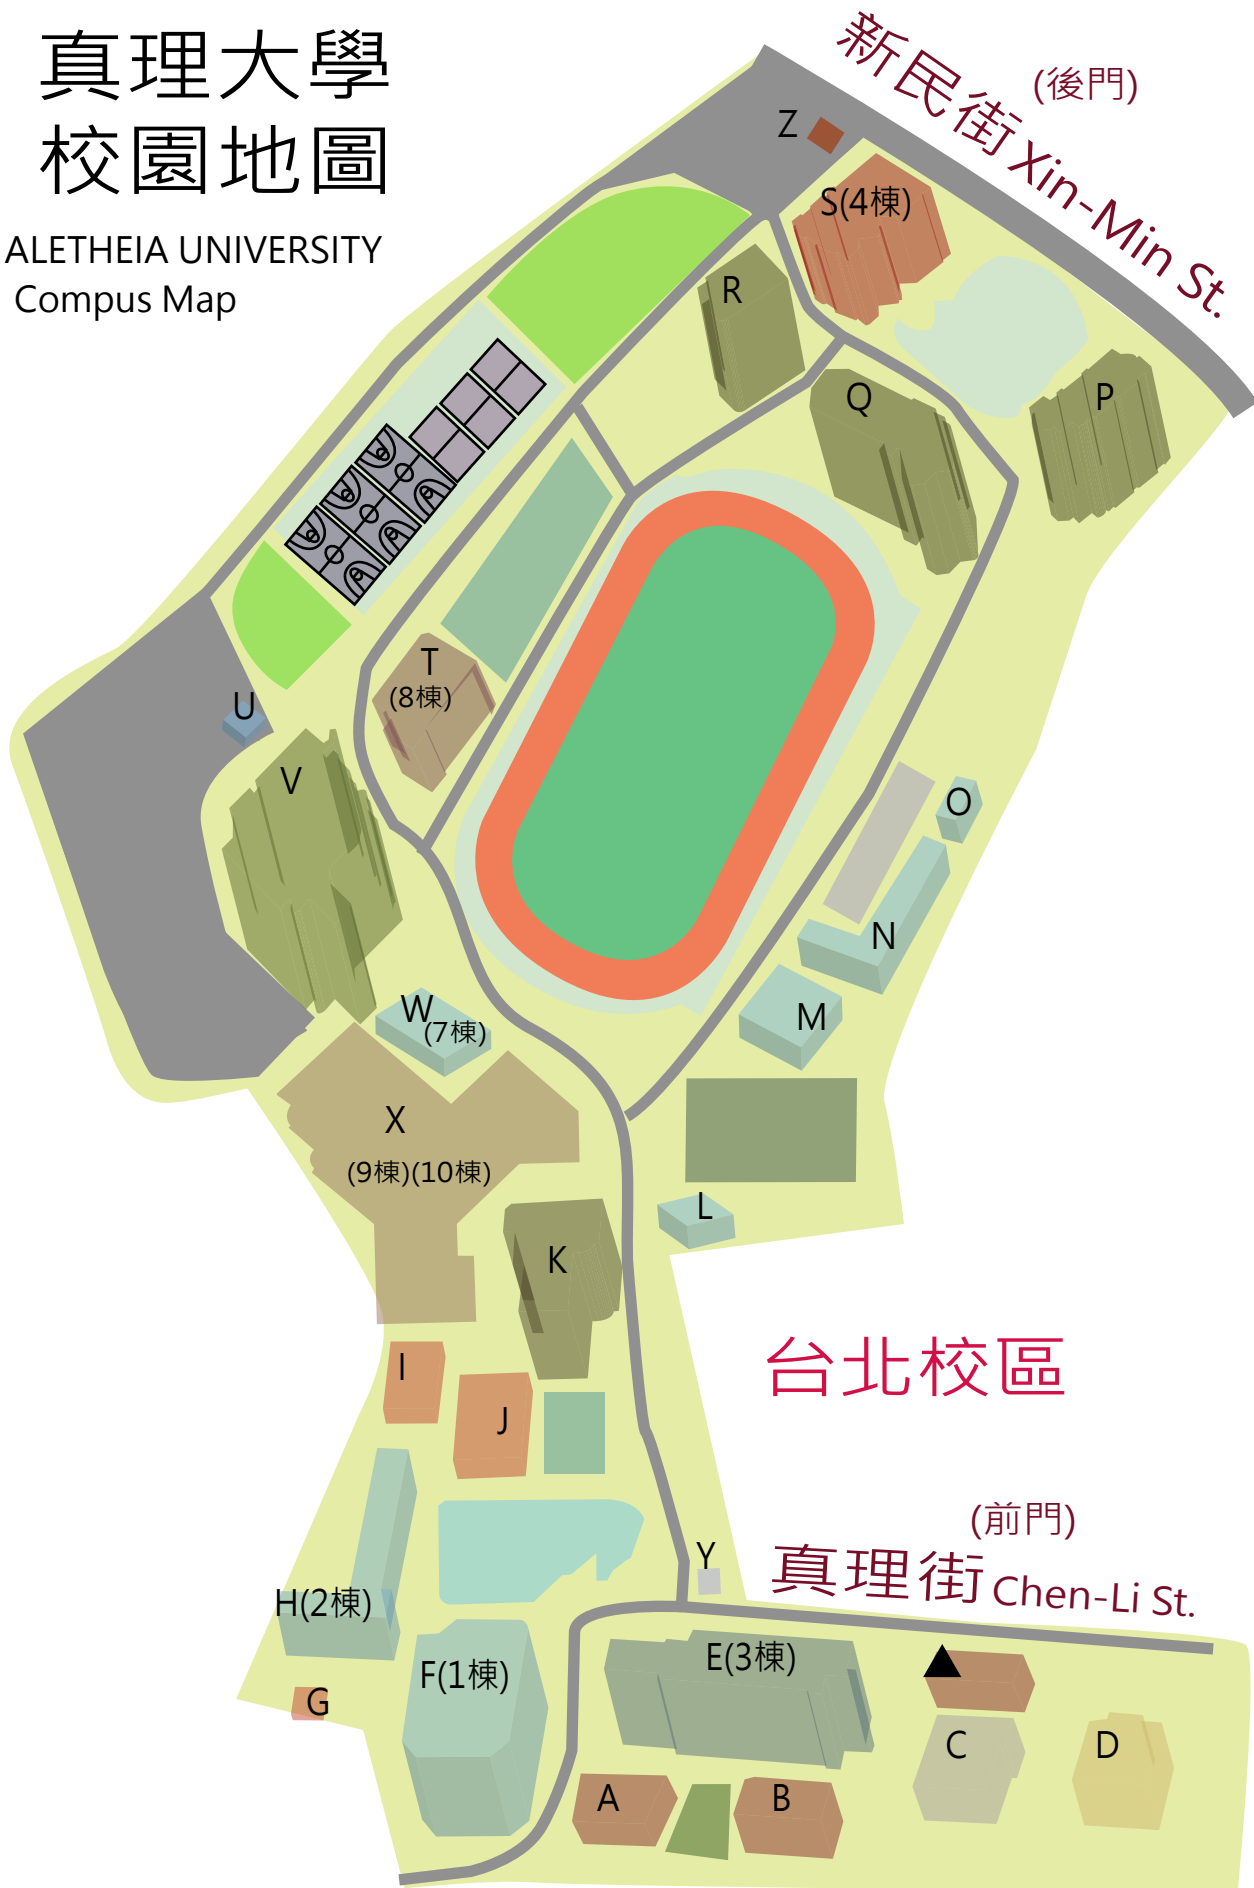 真理大學
校園地圖
ALETHEIA UNIVERSITY
Compus Map
新民街 Xin-Min St.
(後門)
Z
S(4棟)
R
Q
P
T
(8棟)
U
V
O
N
M
W
(7棟)
X
(9棟)(10棟)
L
K
I
J
台北校區
(前門)
真理街 Chen-Li St.
Y
H(2棟)
F(1棟)
E(3棟)
G
C
D
A
B